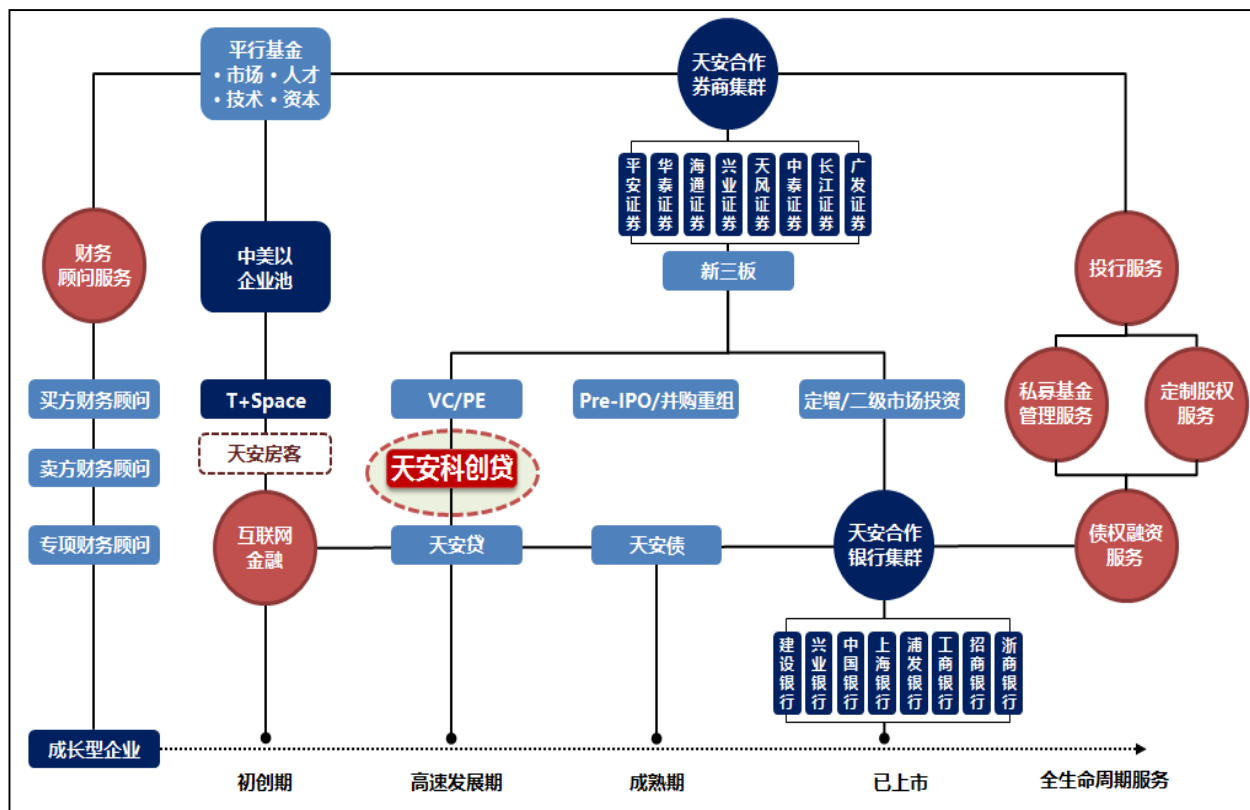 平行基金
·市场·人才
·技术·资本
天安合作
券商集群
平安证券
华泰证券
海通证券
兴业证券
天风证券
中泰证券
长江证券
广发证券
财务
顾问服务
中美以
企业池
新三板
投行服务
买方财务顾问
T+Space
VC/PE
Pre-IPO/并购重组
定增/二级市场投资
私募基金
管理服务
定制股权
服务
天安房客
卖方财务顾问
天安科创贷
专项财务顾问
互联网
金融
天安贷
天安债
天安合作
银行集群
债权融资
服务
建设银行
兴业银行
中国银行
上海银行
浦发银行
工商银行
招商银行
浙商银行
成长型企业
初创期
高速发展期
成熟期
已上市
全生命周期服务